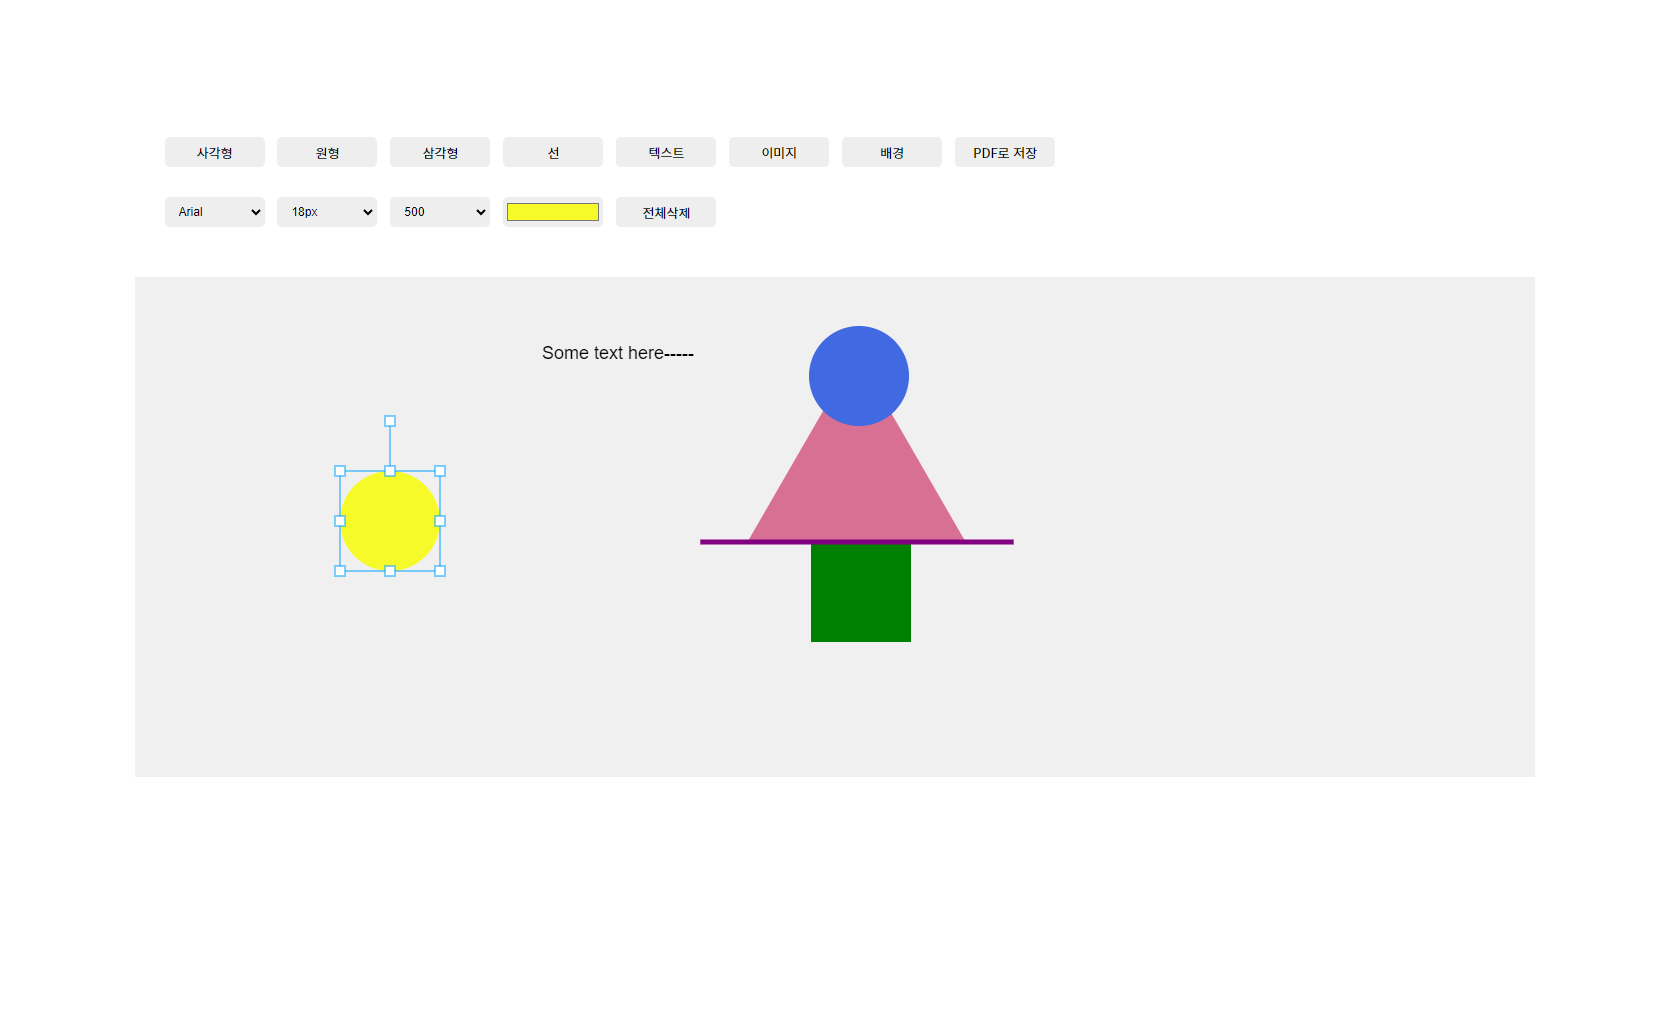 사각형 원형 삼각형 선 텍스트 이미지 배경 PDF로 저장
Arial 18px 500 전체삭제
Some text here-----